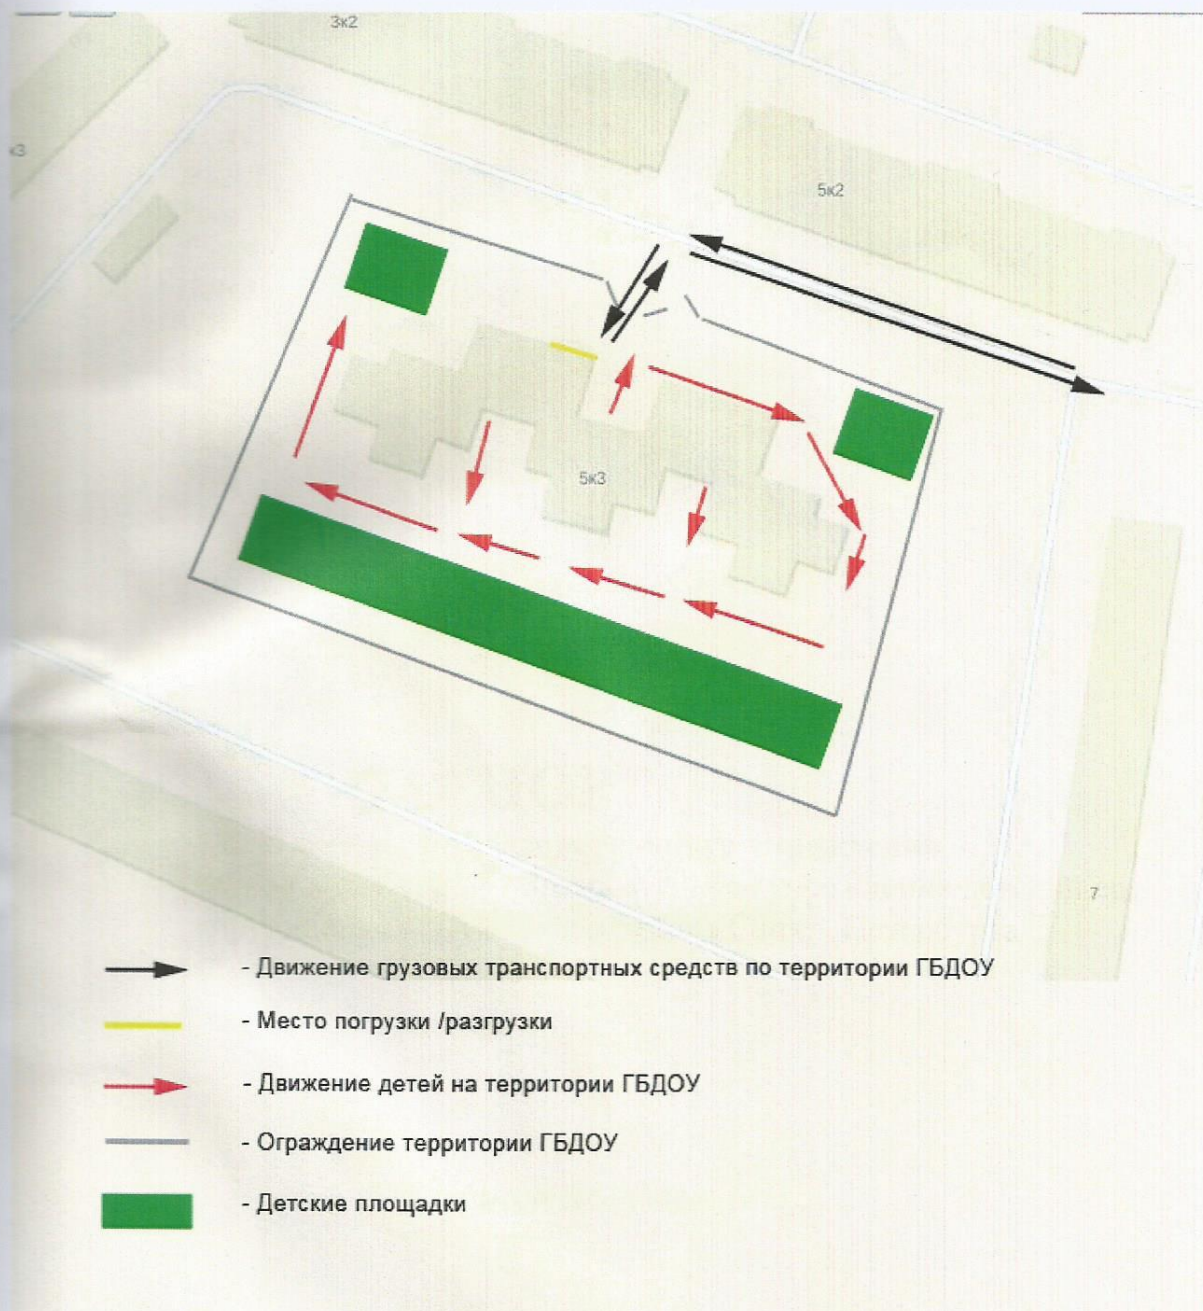 3к2
к3
5к2
5к3
7
- Движение грузовых транспортных средств по территории ГБДОУ
- Место погрузки /разгрузки
- Движение детей на территории ГБДОУ
- Ограждение территории ГБДОУ
- Детские площадки